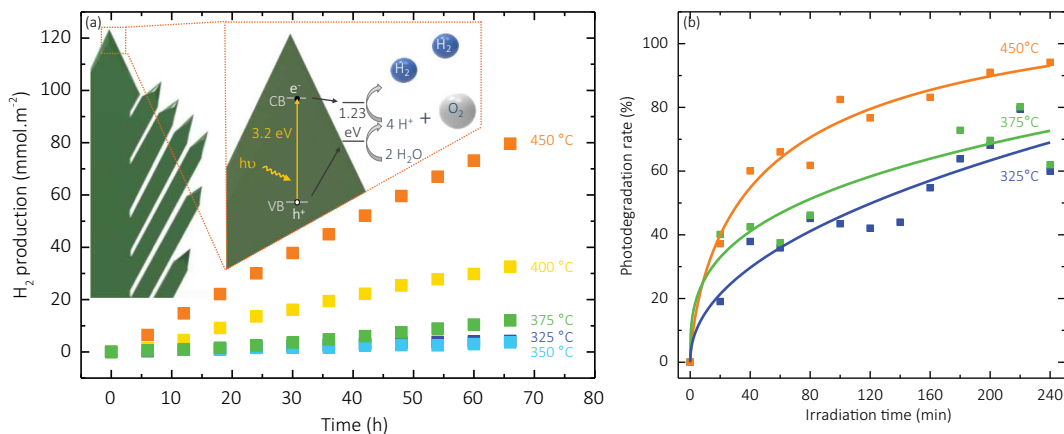 (a)
H₂ production (mmol.m⁻²)
120
100
80
60
40
20
0
0
10
20
30
40
50
60
70
80
Time (h)
450 °C
400 °C
375 °C
325 °C
350 °C
CB
e⁻
3.2 eV
hυ
VB
h⁺
1.23
eV
H₂
H₂
O₂
4 H⁺ +
2 H₂O
(b)
Photodegradation rate (%)
100
80
60
40
20
0
0
40
80
120
160
200
240
Irradiation time (min)
450°C
375°C
325°C